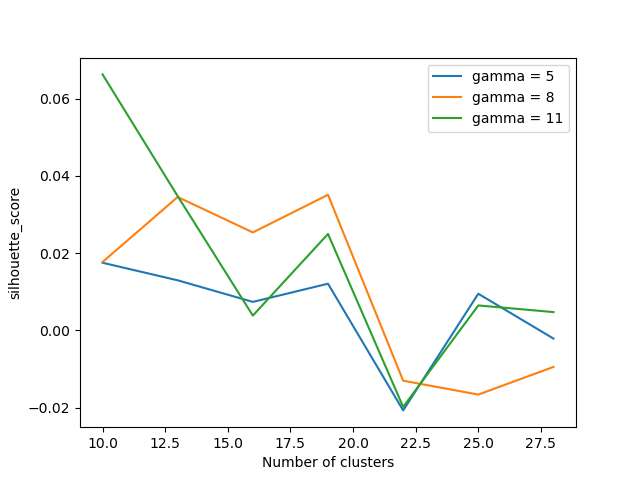 gamma = 5
gamma = 8
gamma = 11
0.06
0.04
0.02
0.00
−0.02
silhouette_score
10.0 12.5 15.0 17.5 20.0 22.5 25.0 27.5
Number of clusters